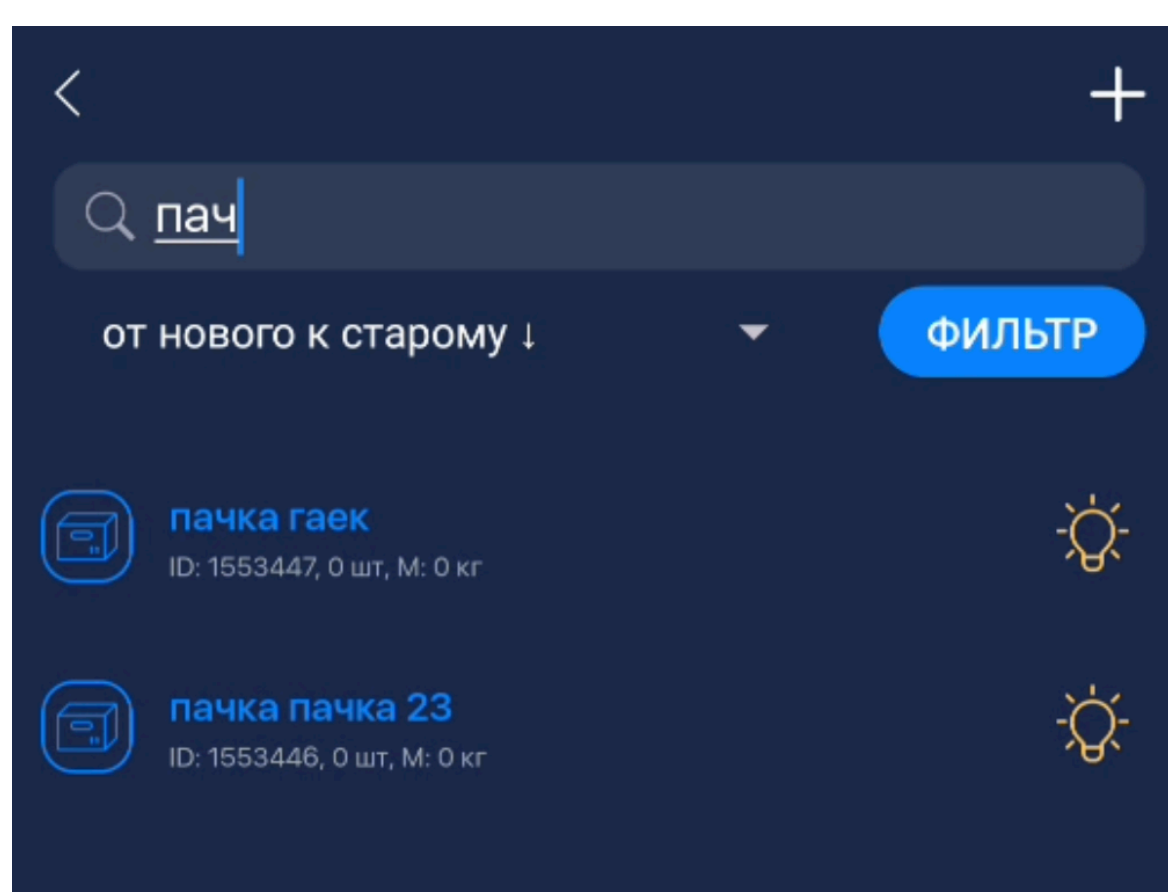 пач
от нового к старому ↓
ФИЛЬТР
пачка гаек
ID: 1553447, 0 шт, М: 0 кг
пачка пачка 23
ID: 1553446, 0 шт, М: 0 кг